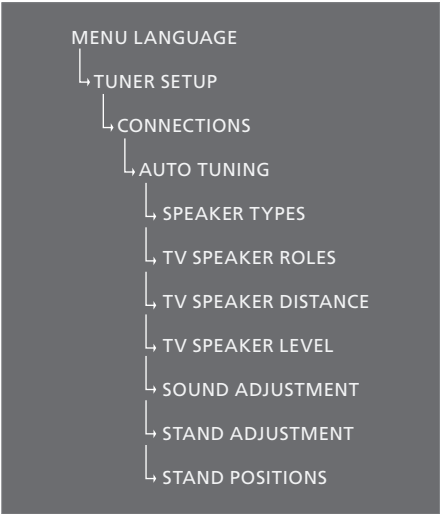 MENU LANGUAGE
TUNER SETUP
CONNECTIONS
AUTO TUNING
SPEAKER TYPES
TV SPEAKER ROLES
TV SPEAKER DISTANCE
TV SPEAKER LEVEL
SOUND ADJUSTMENT
STAND ADJUSTMENT
STAND POSITIONS